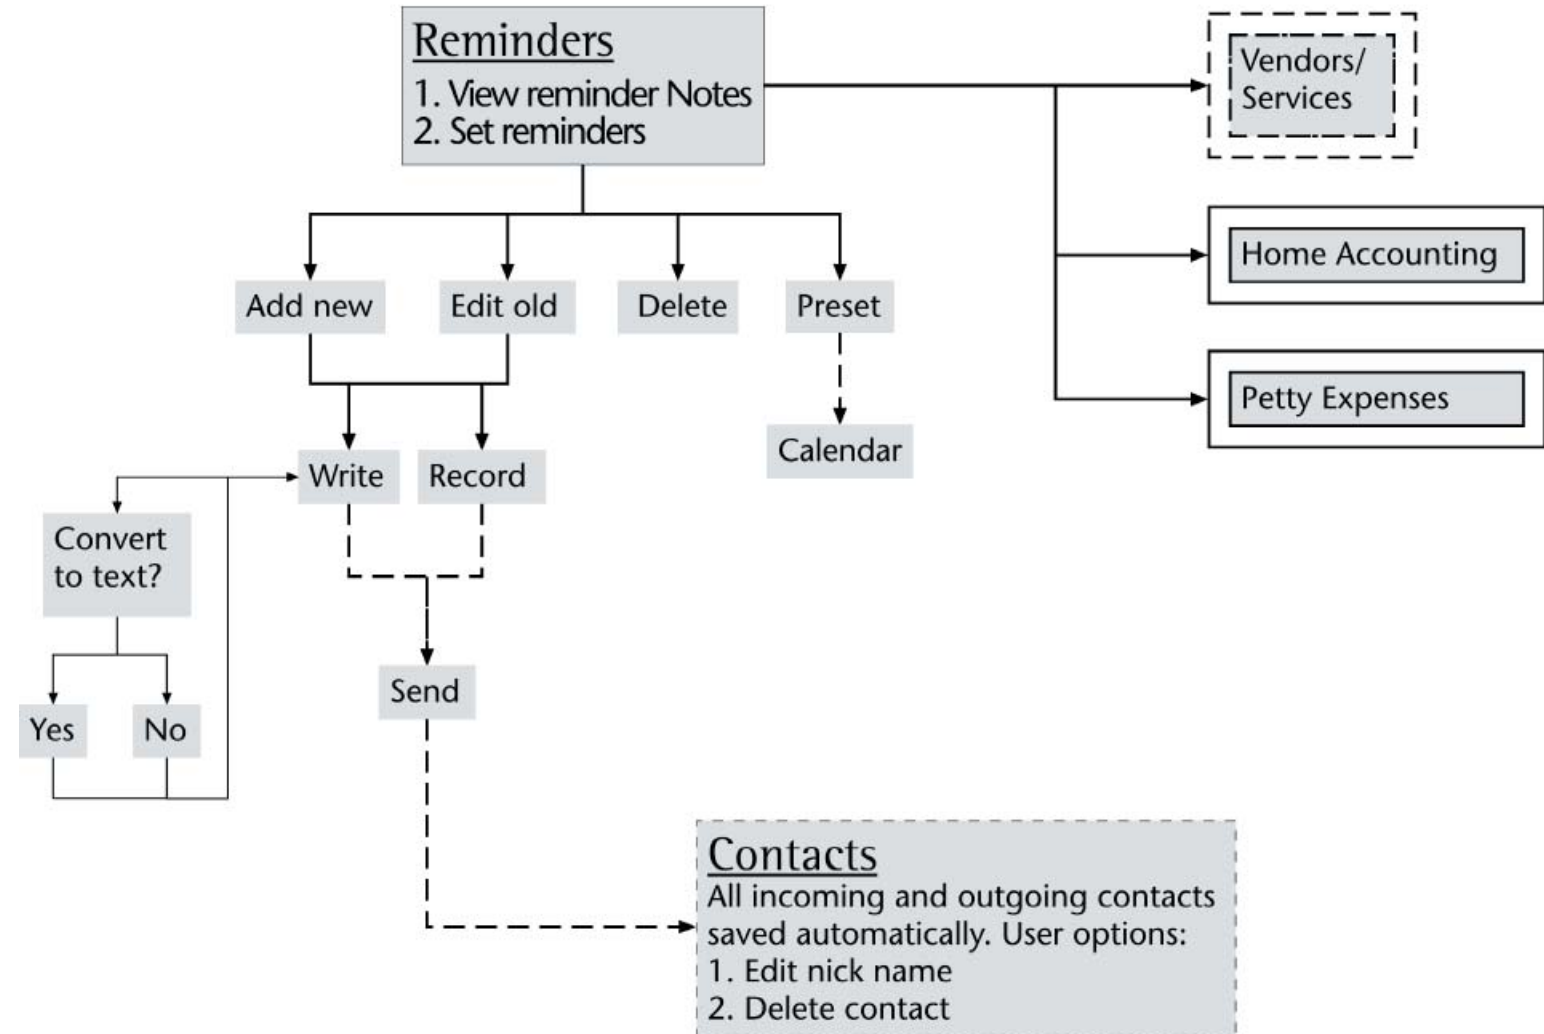 Reminders
1. View reminder Notes
2. Set reminders
Vendors/
Services
Home Accounting
Petty Expenses
Add new
Edit old
Delete
Preset
Calendar
Write
Record
Convert
to text?
Yes
No
Send
Contacts
All incoming and outgoing contacts
saved automatically. User options:
1. Edit nick name
2. Delete contact